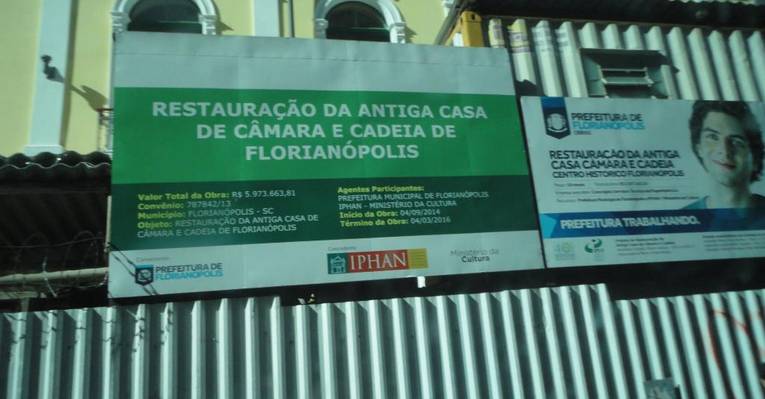 RESTAURAÇÃO DA ANTIGA CASA
DE CÂMARA E CADEIA DE
FLORIANÓPOLIS
Valor Total da Obra: R$ 5.973.663,81
Convênio: 787842/13
Município: FLORIANÓPOLIS - SC
Objeto: RESTAURAÇÃO DA ANTIGA CASA DE
CÂMARA E CADEIA DE FLORIANOPOLIS
Agentes Participantes:
PREFEITURA MUNICIPAL DE FLORIANÓPOLIS
IPHAN - MINISTÉRIO DA CULTURA
Início da Obra: 04/09/2014
Término da Obra: 04/03/2016
PREFEITURA DE
FLORIANÓPOLIS
IPHAN
Ministério da
Cultura
PREFEITURA DE
FLORIANÓPOLIS
OBRAS
RESTAURAÇÃO DA ANTIGA
CASA CÂMARA E CADEIA
CENTRO HISTÓRICO FLORIANÓPOLIS
PREFEITURA TRABALHANDO.